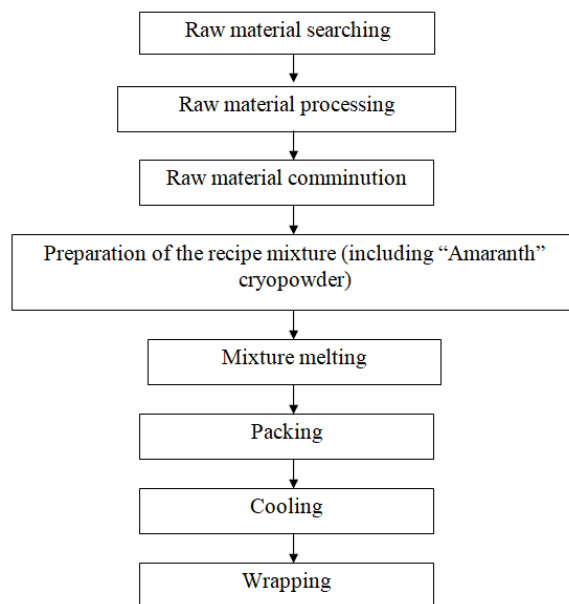 Raw material searching
Raw material processing
Raw material comminution
Preparation of the recipe mixture (including “Amaranth”
cryopowder)
Mixture melting
Packing
Cooling
Wrapping